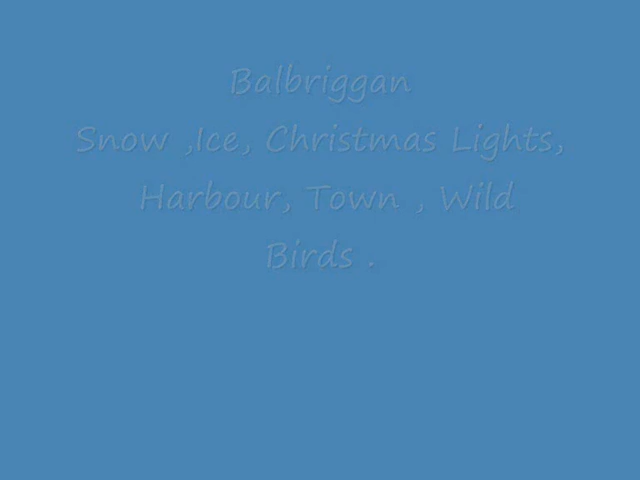 Balbriggan
Snow ,Ice, Christmas Lights,
Harbour, Town , Wild
Birds .